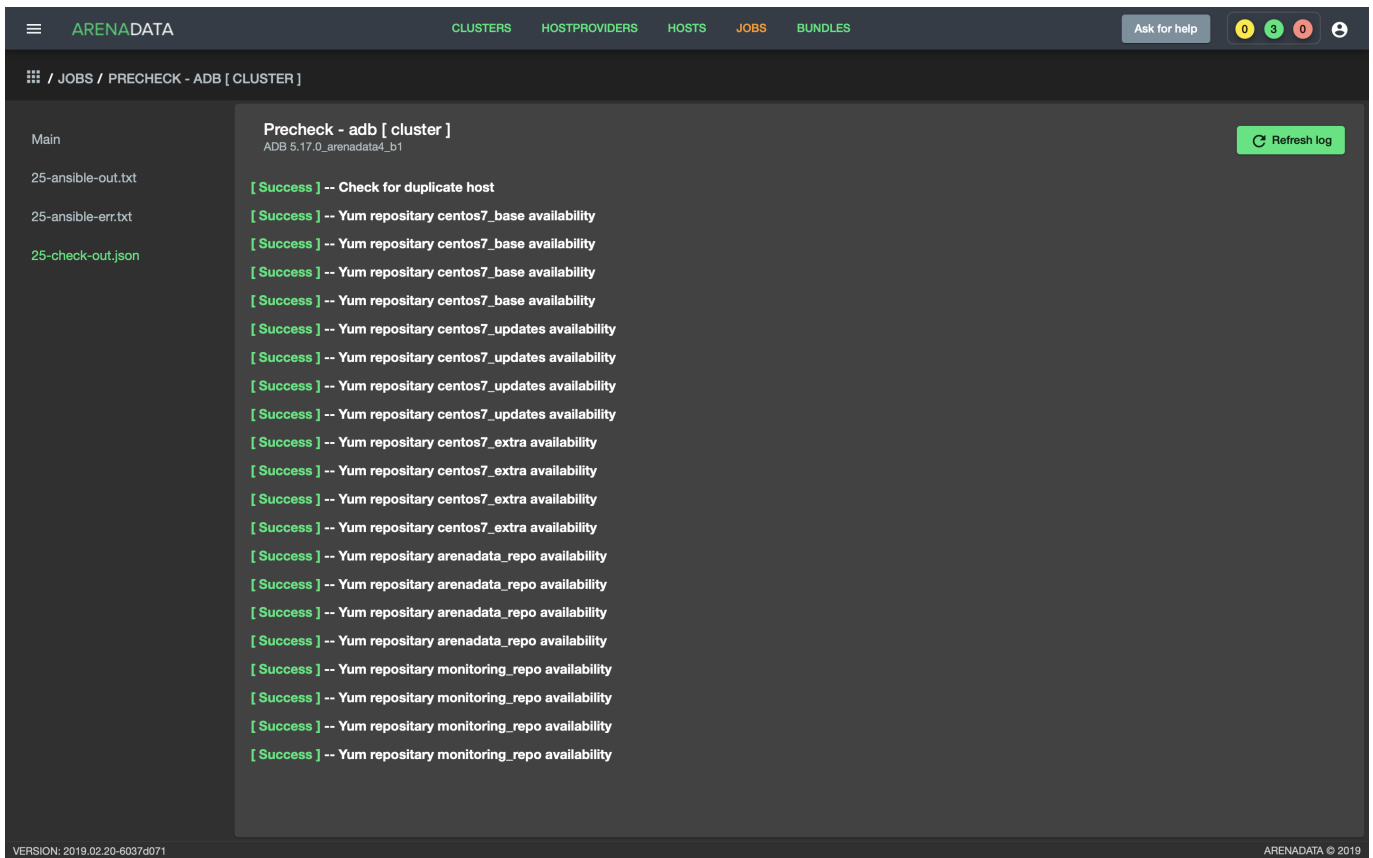 ARENADATA CLUSTERS HOSTPROVIDERS HOSTS JOBS BUNDLES Ask for help 0 3 0
/ JOBS / PRECHECK - ADB [ CLUSTER ]
Main
25-ansible-out.txt
25-ansible-err.txt
25-check-out.json
Precheck - adb [ cluster ]
ADB 5.17.0_arenadata4_b1
Refresh log
[ Success ] -- Check for duplicate host
[ Success ] -- Yum repositary centos7_base availability
[ Success ] -- Yum repositary centos7_base availability
[ Success ] -- Yum repositary centos7_base availability
[ Success ] -- Yum repositary centos7_base availability
[ Success ] -- Yum repositary centos7_updates availability
[ Success ] -- Yum repositary centos7_updates availability
[ Success ] -- Yum repositary centos7_updates availability
[ Success ] -- Yum repositary centos7_updates availability
[ Success ] -- Yum repositary centos7_extra availability
[ Success ] -- Yum repositary centos7_extra availability
[ Success ] -- Yum repositary centos7_extra availability
[ Success ] -- Yum repositary centos7_extra availability
[ Success ] -- Yum repositary arenadata_repo availability
[ Success ] -- Yum repositary arenadata_repo availability
[ Success ] -- Yum repositary arenadata_repo availability
[ Success ] -- Yum repositary arenadata_repo availability
[ Success ] -- Yum repositary monitoring_repo availability
[ Success ] -- Yum repositary monitoring_repo availability
[ Success ] -- Yum repositary monitoring_repo availability
[ Success ] -- Yum repositary monitoring_repo availability
VERSION: 2019.02.20-6037d071 ARENADATA © 2019